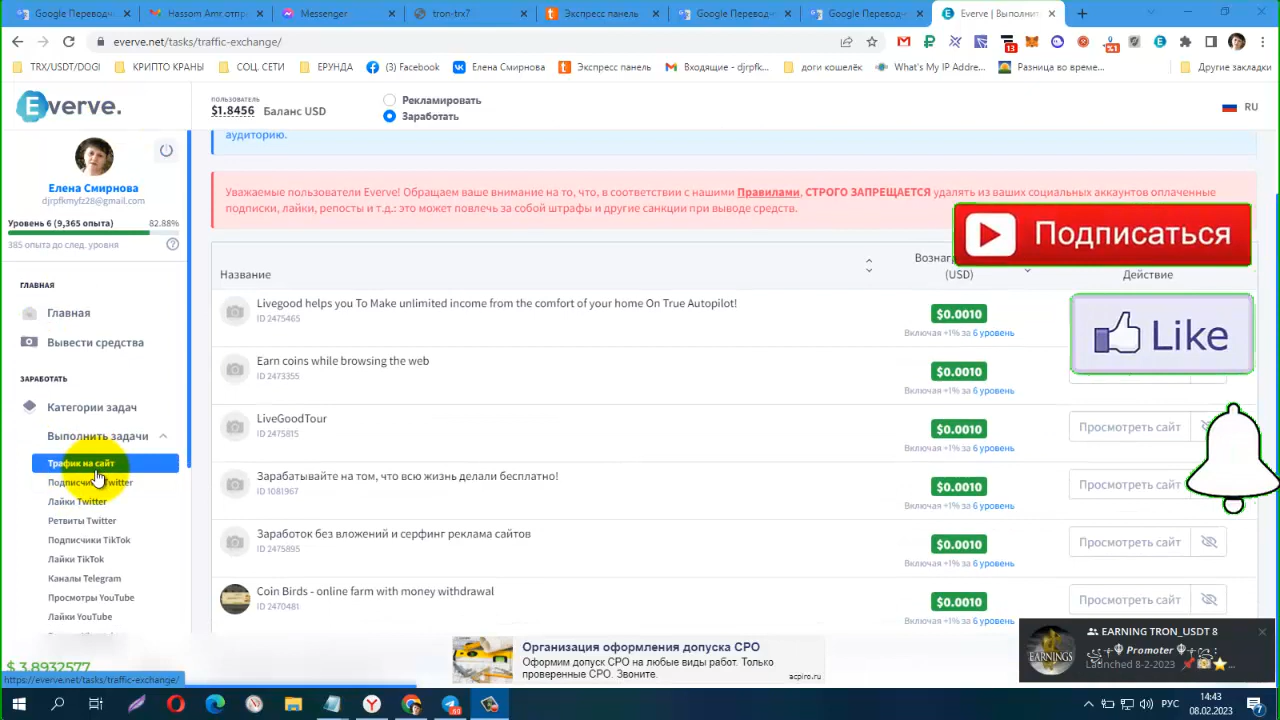 Google Переводч
Hassom Amr отпр
Messenger
tron-trx7
Экспресс панель
Google Переводч
Google Переводч
Everve | Выполнит
everve.net/tasks/traffic-exchange/
TRX/USDT/DOGI
КРИПТО КРАНЫ
СОЦ. СЕТИ
ЕРУНДА
(3) Facebook
Елена Смирнова
Экспресс панель
Входящие - djrpfk...
доги кошелёк
What's My IP Addre...
Разница во време...
Другие закладки
Everve.
ПОЛЬЗОВАТЕЛЬ
$1.8456 Баланс USD
Рекламировать
Заработать
RU
Елена Смирнова
djrpfkmyfz28@gmail.com
Уровень 6 (9,365 опыта) 82.88%
385 опыта до след. уровня
ГЛАВНАЯ
Главная
Вывести средства
ЗАРАБОТАТЬ
Категории задач
Выполнить задачи
Трафик на сайт
Подписчики Twitter
Лайки Twitter
Ретвиты Twitter
Подписчики TikTok
Лайки TikTok
Каналы Telegram
Просмотры YouTube
Лайки YouTube
$ 3.8932577
https://everve.net/tasks/traffic-exchange/
аудиторию.
Уважаемые пользователи Everve! Обращаем ваше внимание на то, что, в соответствии с нашими Правилами, СТРОГО ЗАПРЕЩАЕТСЯ удалять из ваших социальных аккаунтов оплаченные
подписки, лайки, репосты и т.д.: это может повлечь за собой штрафы и другие санкции при выводе средств.
Подписаться
Название
(USD)
Действие
Livegood helps you To Make unlimited income from the comfort of your home On True Autopilot!
ID 2475465
$0.0010
Включая +1% за 6 уровень
Like
Earn coins while browsing the web
ID 2473355
$0.0010
Включая +1% за 6 уровень
LiveGoodTour
ID 2475815
$0.0010
Включая +1% за 6 уровень
Просмотреть сайт
Зарабатывайте на том, что всю жизнь делали бесплатно!
ID 1081967
$0.0010
Включая +1% за 6 уровень
Просмотреть сайт
Заработок без вложений и серфинг реклама сайтов
ID 2475895
$0.0010
Включая +1% за 6 уровень
Просмотреть сайт
Coin Birds - online farm with money withdrawal
ID 2470481
$0.0010
Включая +1% за 6 уровень
Просмотреть сайт
Организация оформления допуска СРО
Оформим допуск СРО на любые виды работ. Только
проверенные СРО. Звоните.
acpiro.ru
EARNINGS
EARNING TRON_USDT 8
Promoter
Launched 8-2-2023
РУС
14:43
08.02.2023